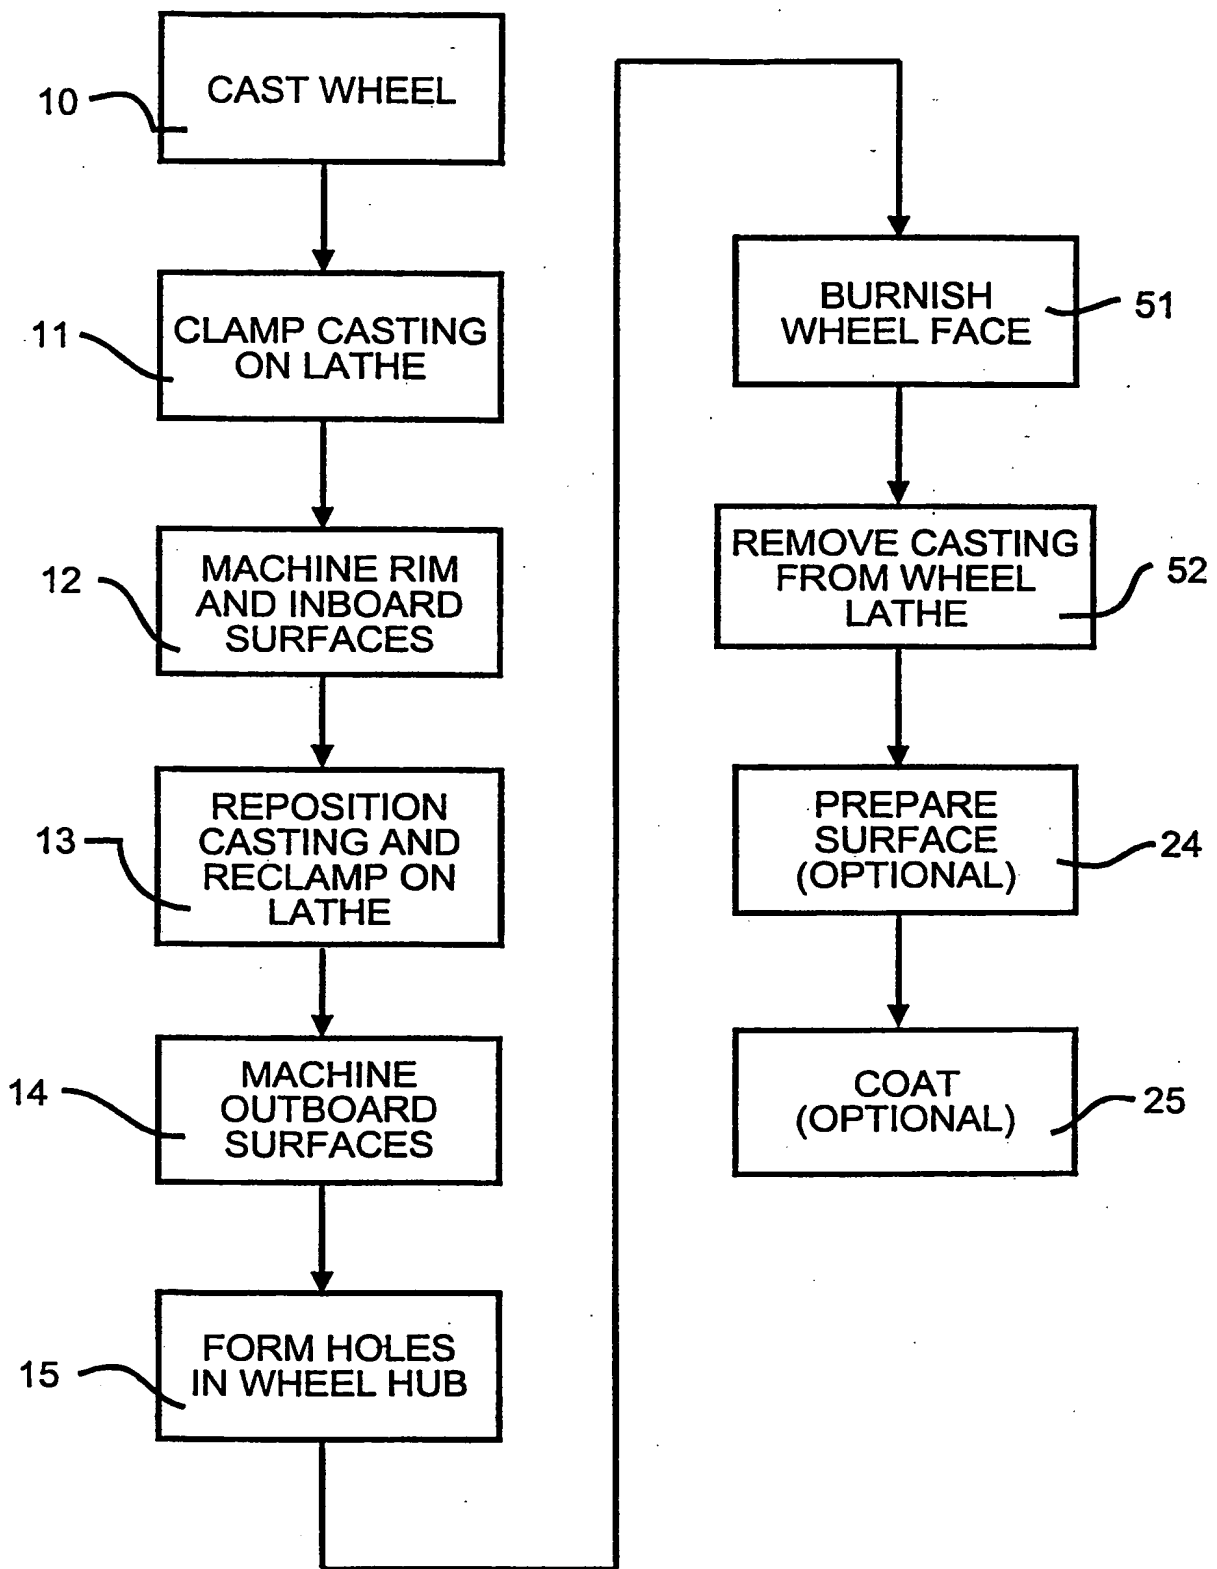 CAST WHEEL
10
CLAMP CASTING
ON LATHE
11
MACHINE RIM
AND INBOARD
SURFACES
12
REPOSITION
CASTING AND
RECLAMP ON
LATHE
13
MACHINE
OUTBOARD
SURFACES
14
FORM HOLES
IN WHEEL HUB
15
BURNISH
WHEEL FACE
51
REMOVE CASTING
FROM WHEEL
LATHE
52
PREPARE
SURFACE
(OPTIONAL)
24
COAT
(OPTIONAL)
25